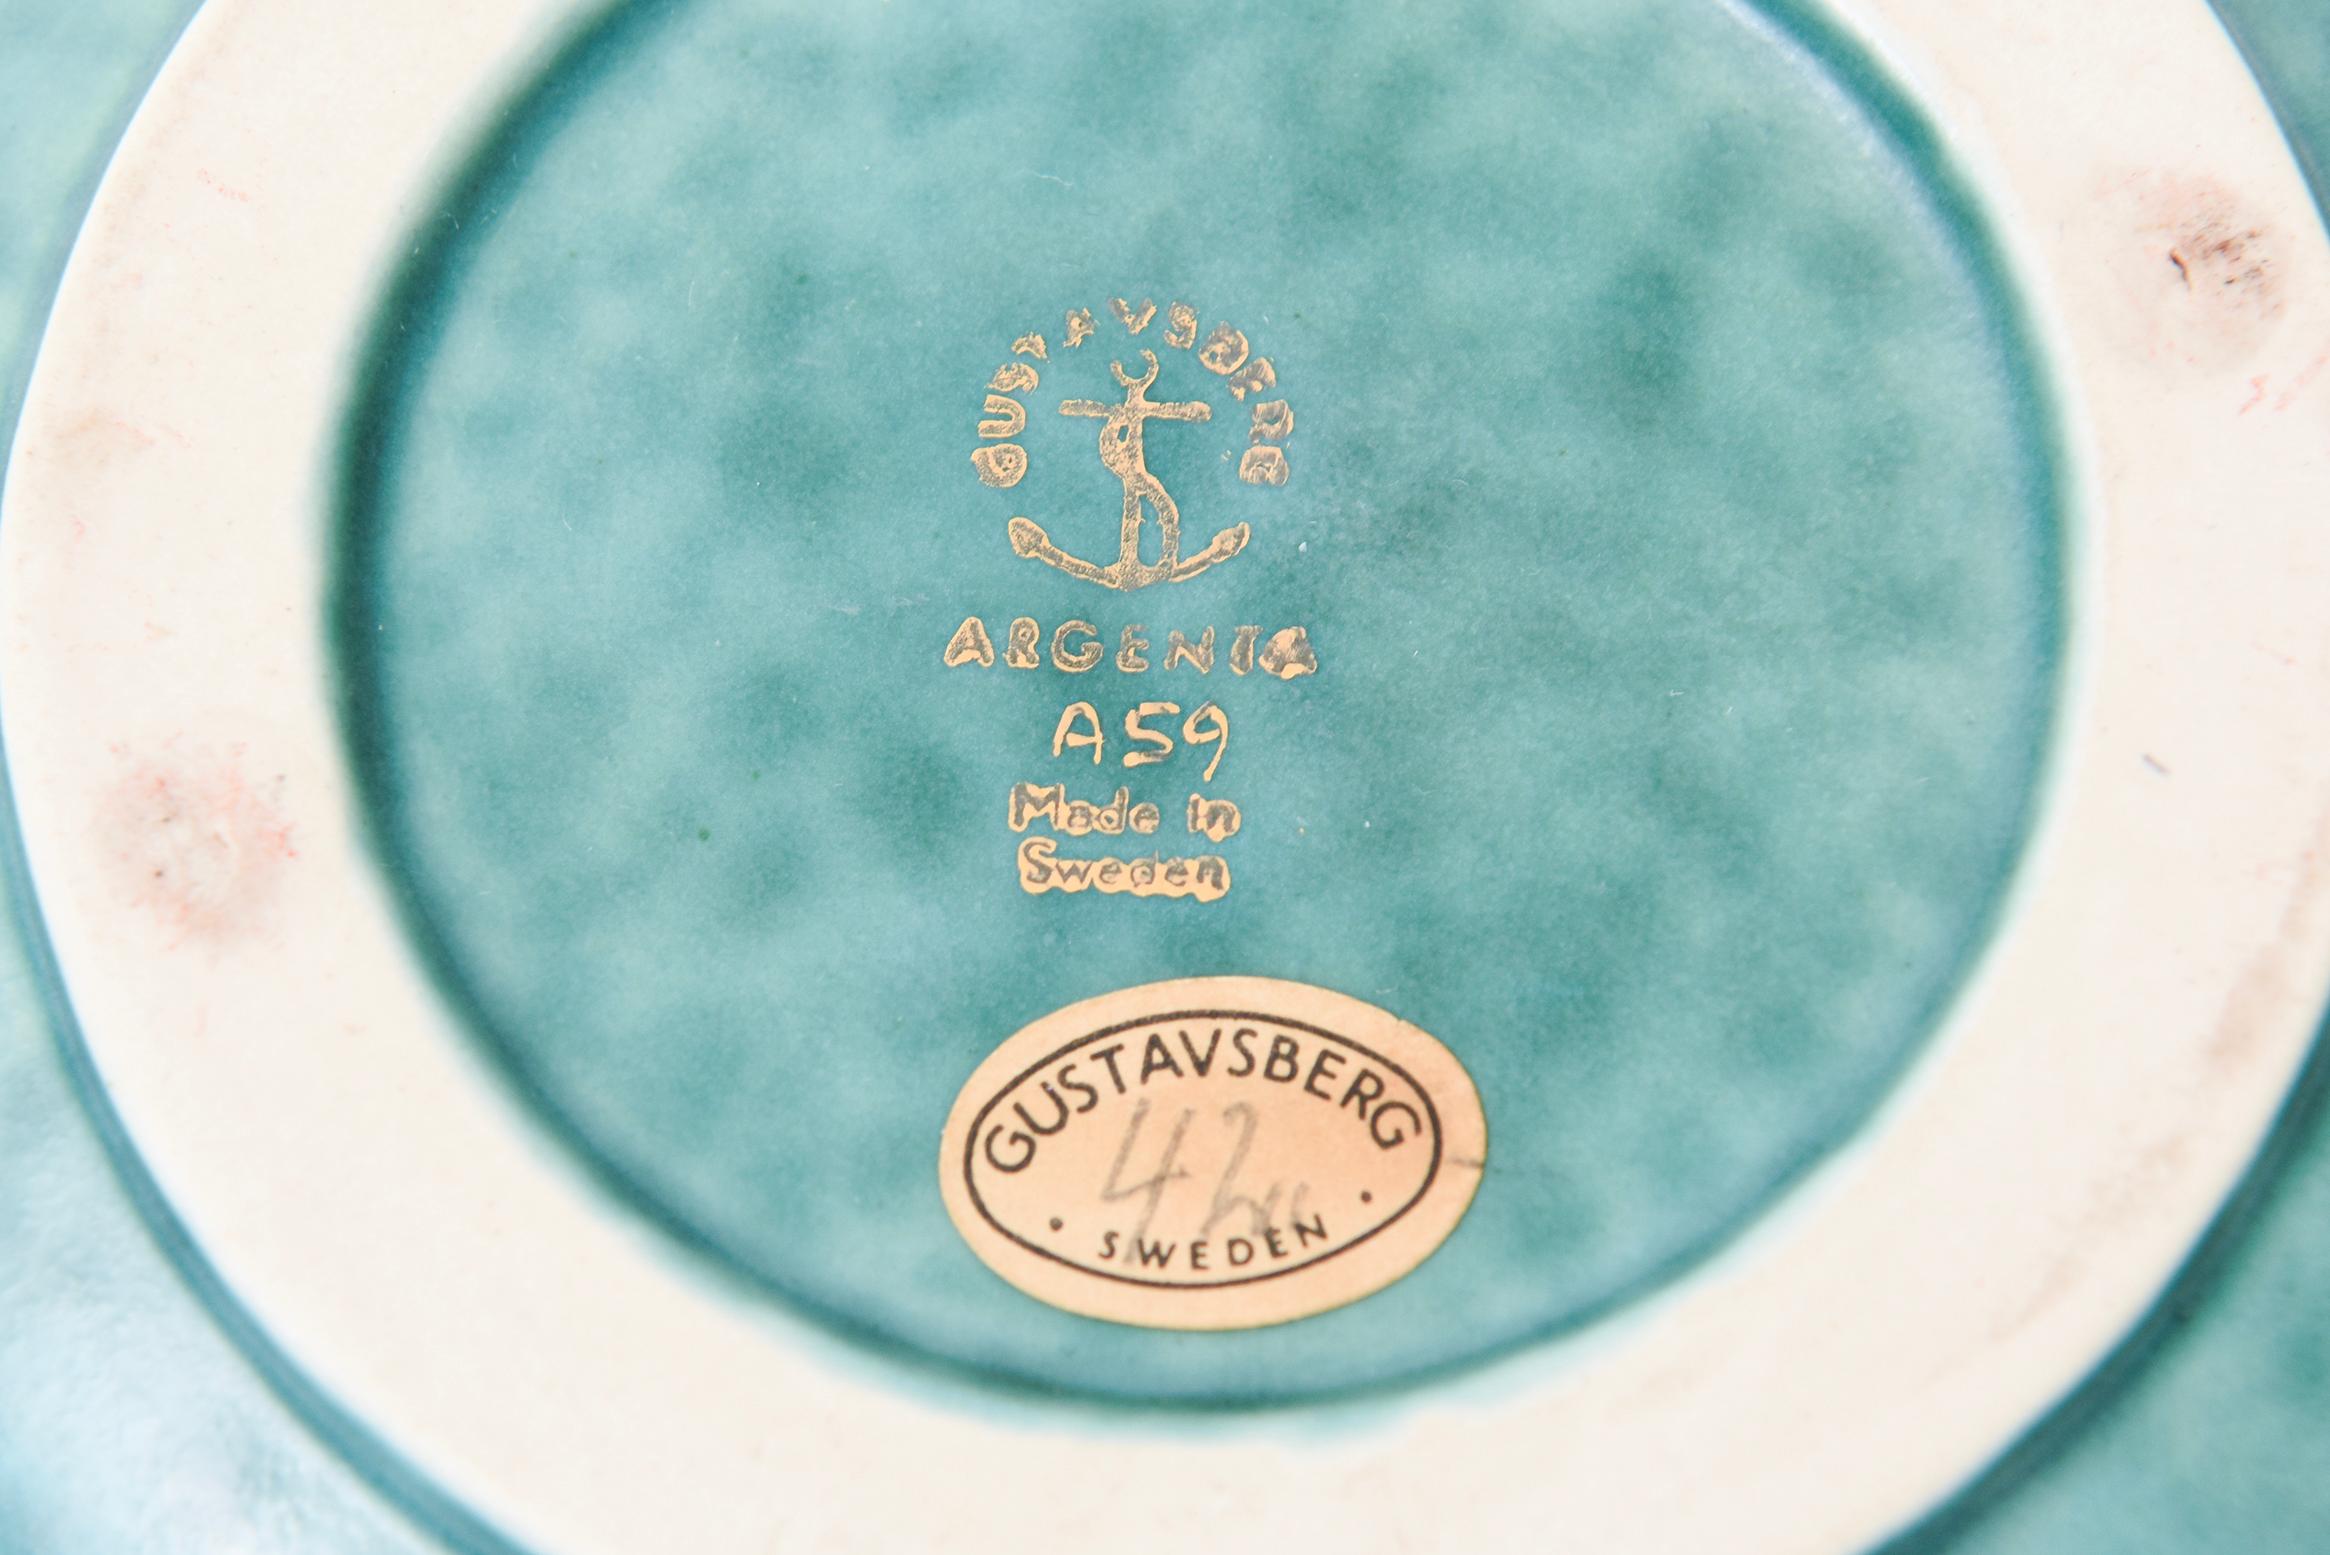 GUSTAVSBERG
ARGENTA
A59
Made in
Sweden
GUSTAVSBERG
SWEDEN